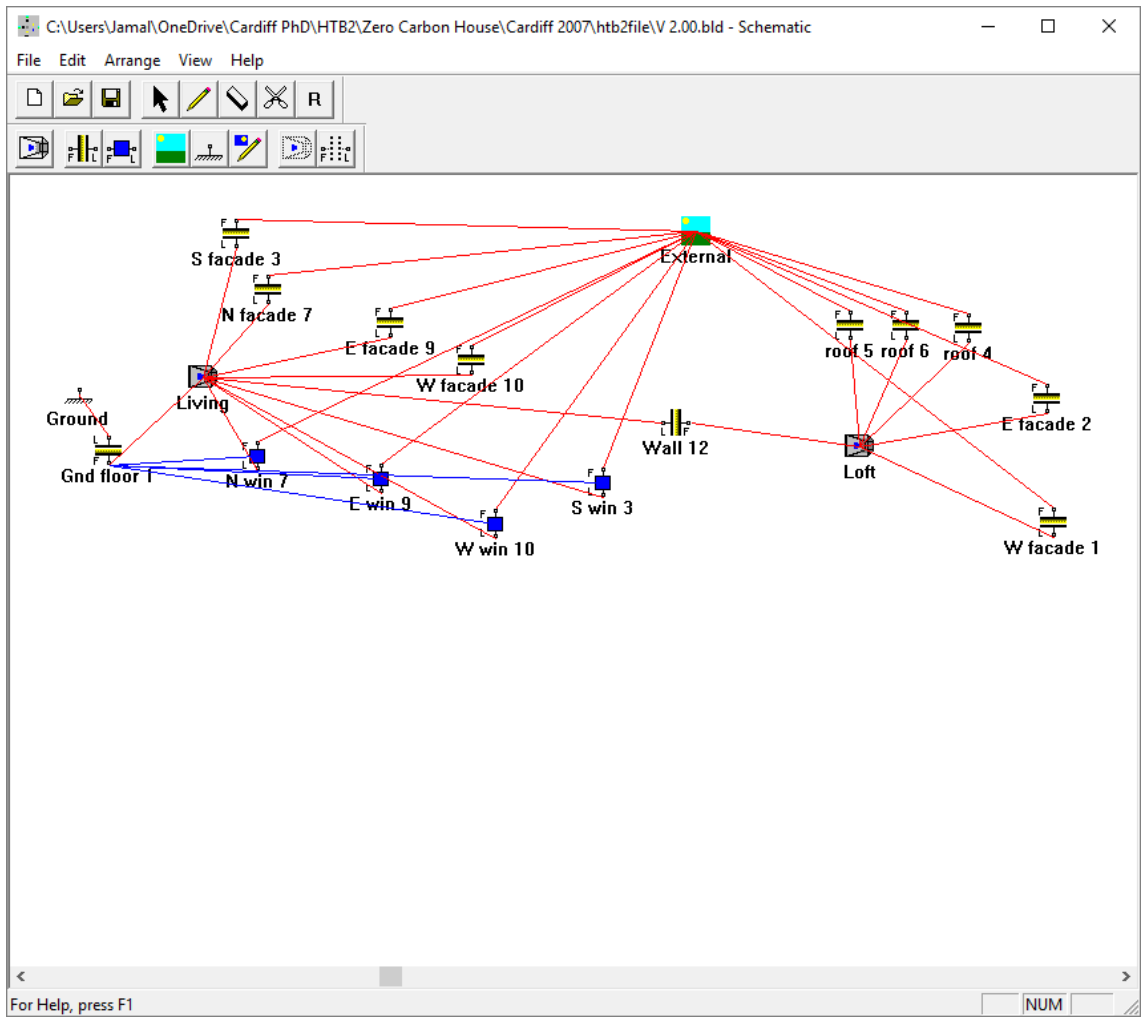 C:\Users\Jamal\OneDrive\Cardiff PhD\HTB2\Zero Carbon House\Cardiff 2007\htb2file\V 2.00.bld - Schematic
File Edit Arrange View Help
R
F L F L F L
F
L
S facade 3
External
F
L
N facade 7
F
L
E facade 9
F
L
roof 5
F
L
roof 6
F
L
roof 4
F
L
W facade 10
Living
Ground
F
L
E facade 2
L F
Wall 12
Loft
L
F
Gnd floor 1
F
L
N win 7
F
L
E win 9
F
L
S win 3
F
L
W win 10
F
L
W facade 1
For Help, press F1
NUM